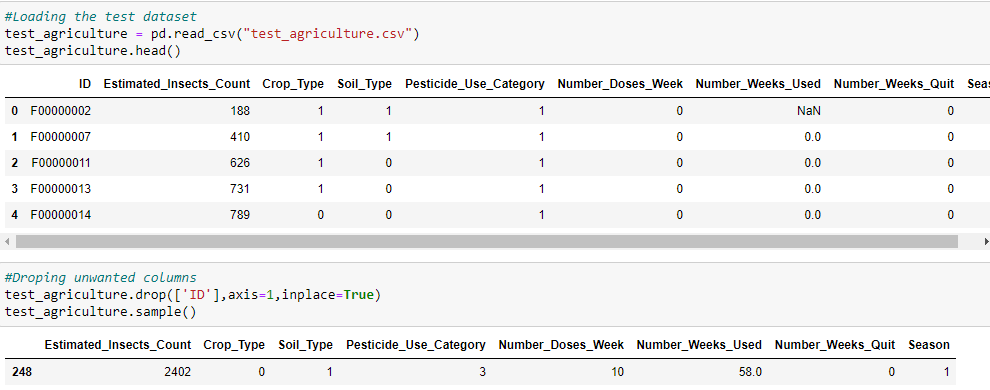 #Loading the test dataset
test_agriculture = pd.read_csv("test_agriculture.csv")
test_agriculture.head()
ID Estimated_Insects_Count Crop_Type Soil_Type Pesticide_Use_Category Number_Doses_Week Number_Weeks_Used Number_Weeks_Quit Seas
0 F00000002 188 1 1 1 0 NaN 0
1 F00000007 410 1 1 1 0 0.0 0
2 F00000011 626 1 0 1 0 0.0 0
3 F00000013 731 1 0 1 0 0.0 0
4 F00000014 789 0 0 1 0 0.0 0
#Droping unwanted columns
test_agriculture.drop(['ID'],axis=1,inplace=True)
test_agriculture.sample()
Estimated_Insects_Count Crop_Type Soil_Type Pesticide_Use_Category Number_Doses_Week Number_Weeks_Used Number_Weeks_Quit Season
248 2402 0 1 3 10 58.0 0 1